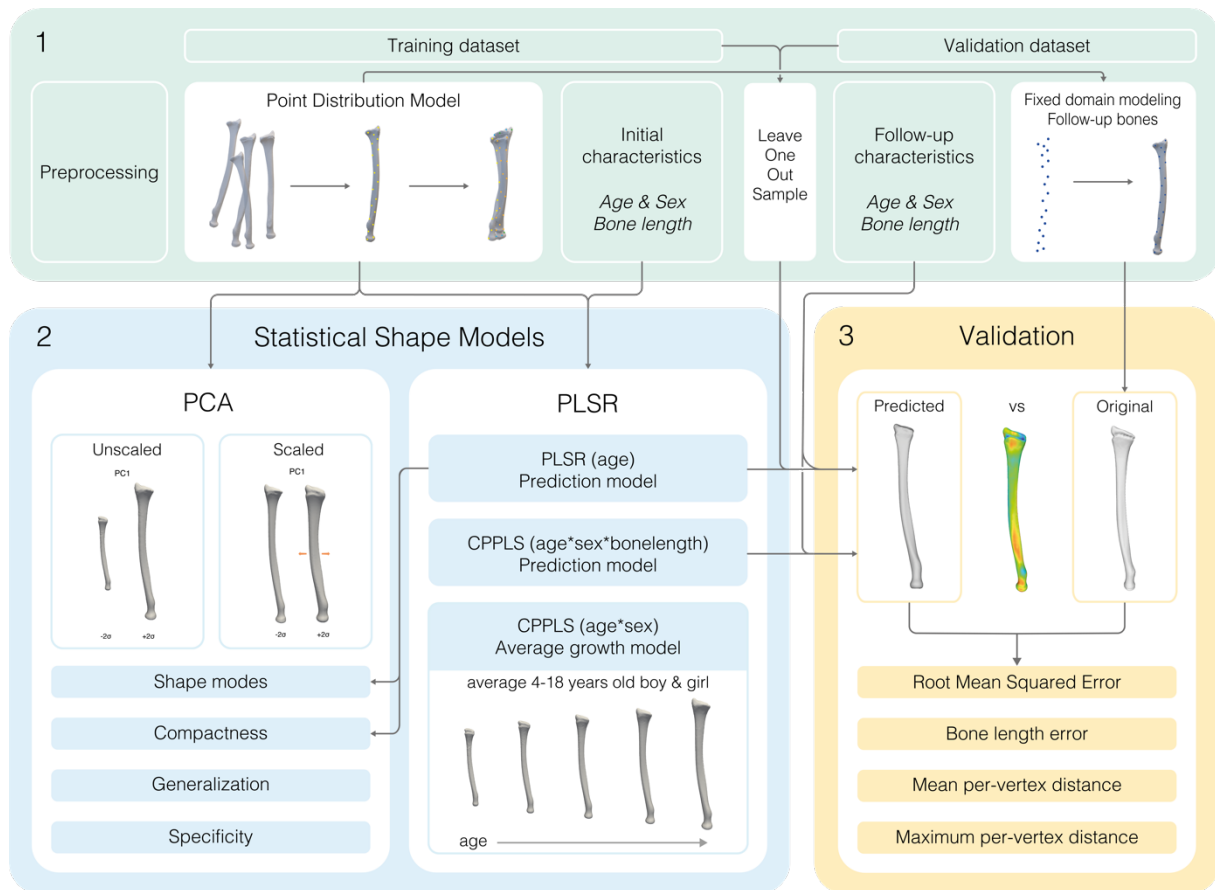 1
Training dataset
Validation dataset
Preprocessing
Point Distribution Model
Initial
characteristics
Age & Sex
Bone length
Leave
One
Out
Sample
Follow-up
characteristics
Age & Sex
Bone length
Fixed domain modeling
Follow-up bones
2
Statistical Shape Models
PCA
Unscaled
PC1
-2σ
+2σ
Scaled
PC1
-2σ
+2σ
Shape modes
Compactness
Generalization
Specificity
PLSR
PLSR (age)
Prediction model
CPPLS (age*sex*bonelength)
Prediction model
CPPLS (age*sex)
Average growth model
average 4-18 years old boy & girl
age
3
Validation
Predicted
vs
Original
Root Mean Squared Error
Bone length error
Mean per-vertex distance
Maximum per-vertex distance